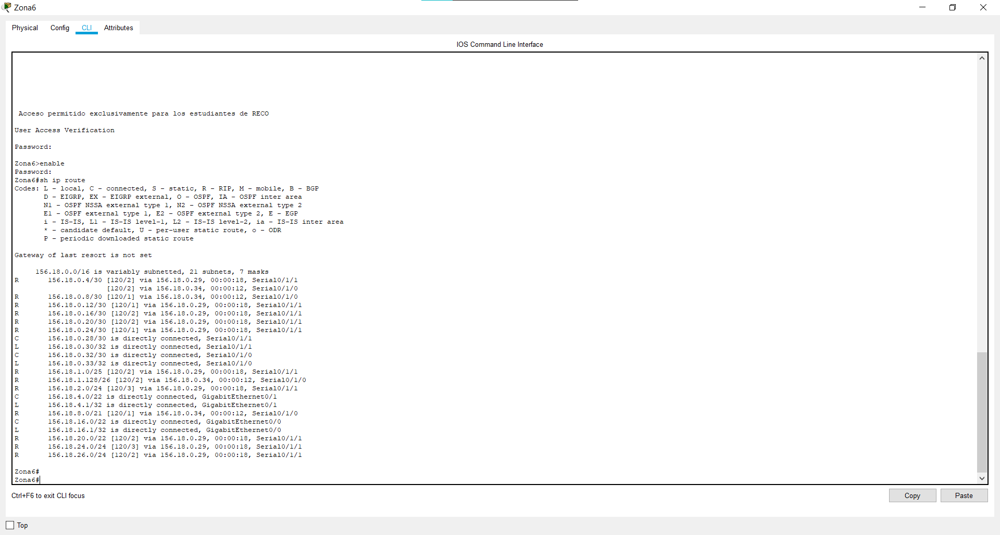 Zona6
Physical Config CLI Attributes
IOS Command Line Interface
Acceso permitido exclusivamente para los estudiantes de RECO
User Access Verification
Password:
Zona6>enable
Password:
Zona6#sh ip route
Codes: L - local, C - connected, S - static, R - RIP, M - mobile, B - BGP
D - EIGRP, EX - EIGRP external, O - OSPF, IA - OSPF inter area
N1 - OSPF NSSA external type 1, N2 - OSPF NSSA external type 2
E1 - OSPF external type 1, E2 - OSPF external type 2, E - EGP
i - IS-IS, L1 - IS-IS level-1, L2 - IS-IS level-2, ia - IS-IS inter area
* - candidate default, U - per-user static route, o - ODR
P - periodic downloaded static route
Gateway of last resort is not set
156.18.0.0/16 is variably subnetted, 21 subnets, 7 masks
R 156.18.0.4/30 [120/2] via 156.18.0.29, 00:00:18, Serial0/1/1
[120/2] via 156.18.0.34, 00:00:12, Serial0/1/0
R 156.18.0.8/30 [120/1] via 156.18.0.34, 00:00:12, Serial0/1/0
R 156.18.0.12/30 [120/1] via 156.18.0.29, 00:00:18, Serial0/1/1
R 156.18.0.16/30 [120/2] via 156.18.0.29, 00:00:18, Serial0/1/1
R 156.18.0.20/30 [120/2] via 156.18.0.29, 00:00:18, Serial0/1/1
R 156.18.0.24/30 [120/1] via 156.18.0.29, 00:00:18, Serial0/1/1
C 156.18.0.28/30 is directly connected, Serial0/1/1
L 156.18.0.30/32 is directly connected, Serial0/1/1
C 156.18.0.32/30 is directly connected, Serial0/1/0
L 156.18.0.33/32 is directly connected, Serial0/1/0
R 156.18.1.0/25 [120/2] via 156.18.0.29, 00:00:18, Serial0/1/1
R 156.18.1.128/26 [120/2] via 156.18.0.34, 00:00:12, Serial0/1/0
R 156.18.2.0/24 [120/3] via 156.18.0.29, 00:00:18, Serial0/1/1
C 156.18.4.0/22 is directly connected, GigabitEthernet0/1
L 156.18.4.1/32 is directly connected, GigabitEthernet0/1
R 156.18.8.0/21 [120/1] via 156.18.0.34, 00:00:12, Serial0/1/0
C 156.18.16.0/22 is directly connected, GigabitEthernet0/0
L 156.18.16.1/32 is directly connected, GigabitEthernet0/0
R 156.18.20.0/22 [120/2] via 156.18.0.29, 00:00:18, Serial0/1/1
R 156.18.24.0/24 [120/3] via 156.18.0.29, 00:00:18, Serial0/1/1
R 156.18.26.0/24 [120/2] via 156.18.0.29, 00:00:18, Serial0/1/1
Zona6#
Zona6#
Ctrl+F6 to exit CLI focus
Copy Paste
Top